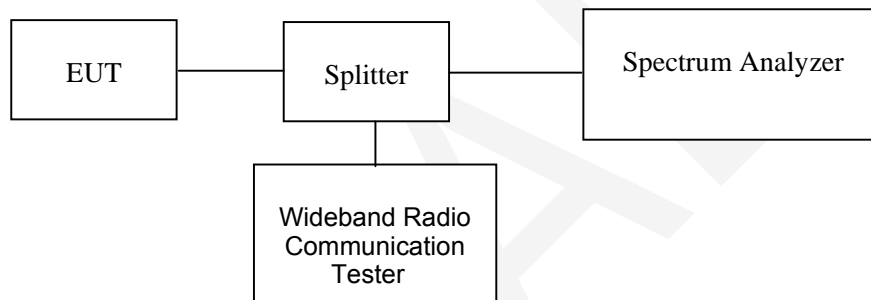 EUT
Splitter
Spectrum Analyzer
Wideband Radio
Communication
Tester